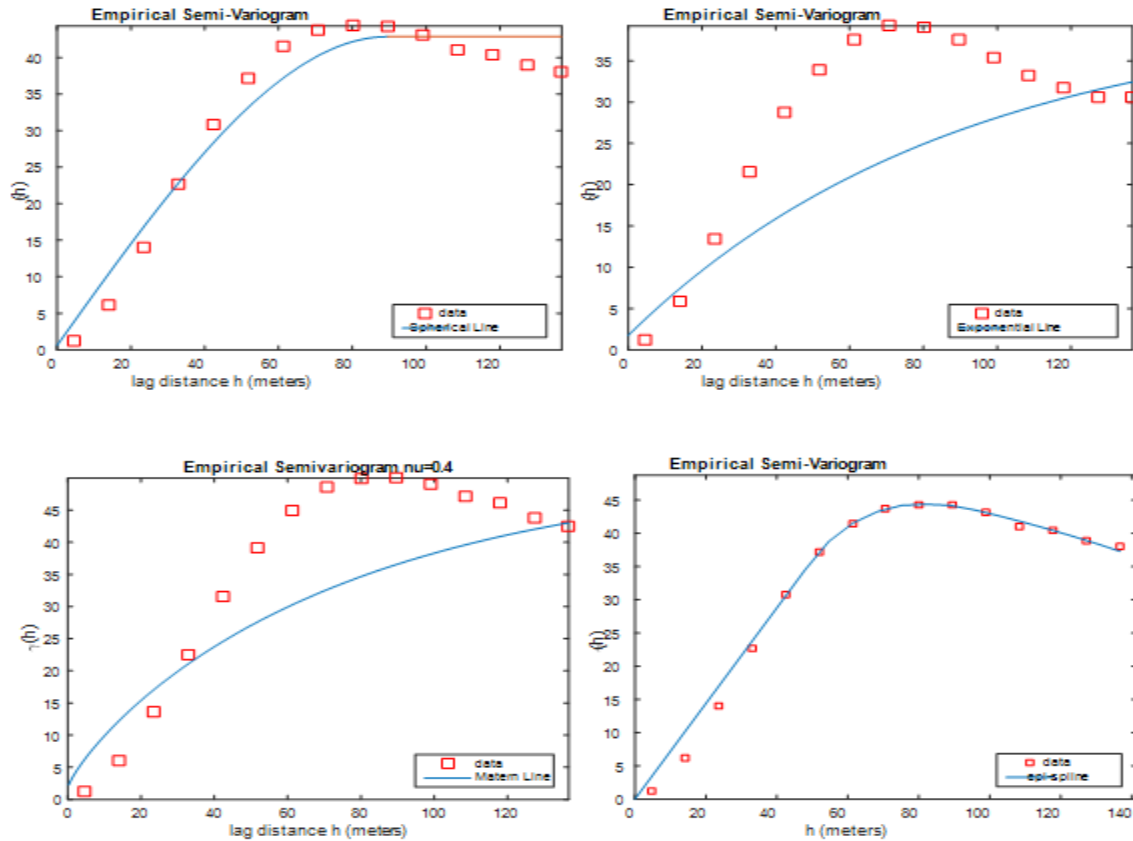 Empirical Semi-Variogram
40
35
30
25
20
15
10
5
0
(h)
0 20 40 60 80 100 120
lag distance h (meters)
data
Spherical Line
Empirical Semi-Variogram
35
30
25
20
15
10
5
0
(h)
0 20 40 60 80 100 120
lag distance h (meters)
data
Exponential Line
Empirical Semivariogram nu=0.4
50
45
40
35
30
25
20
15
10
5
0
γ(h)
0 20 40 60 80 100 120
lag distance h (meters)
data
Matern Line
Empirical Semi-Variogram
45
40
35
30
25
20
15
10
5
0
(h)
0 20 40 60 80 100 120 140
h (meters)
data
epi-spline